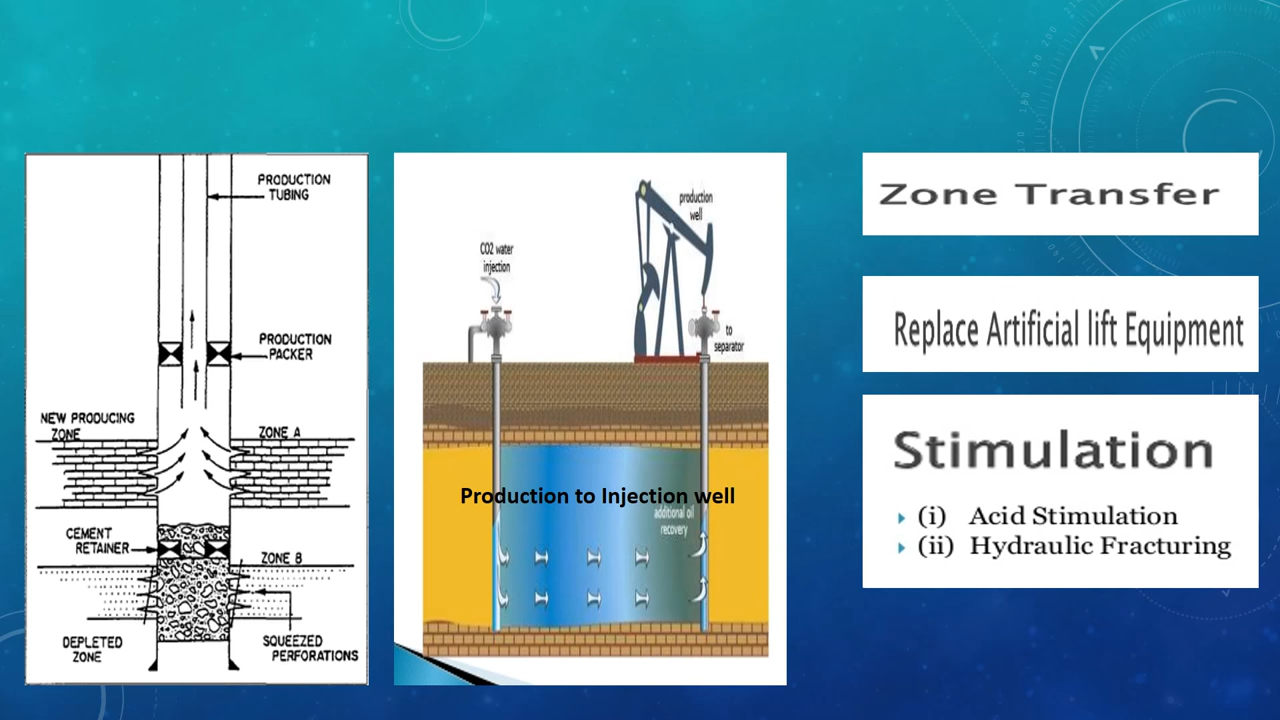 PRODUCTION
TUBING
PRODUCTION
PACKER
NEW PRODUCING
ZONE
ZONE A
CEMENT
RETAINER
ZONE B
DEPLETED
ZONE
SQUEEZED
PERFORATIONS
production
well
CO2 water
injection
to
separator
Production to Injection well
additional oil
recovery
Zone Transfer
Replace Artificial lift Equipment
Stimulation
(i) Acid Stimulation
(ii) Hydraulic Fracturing